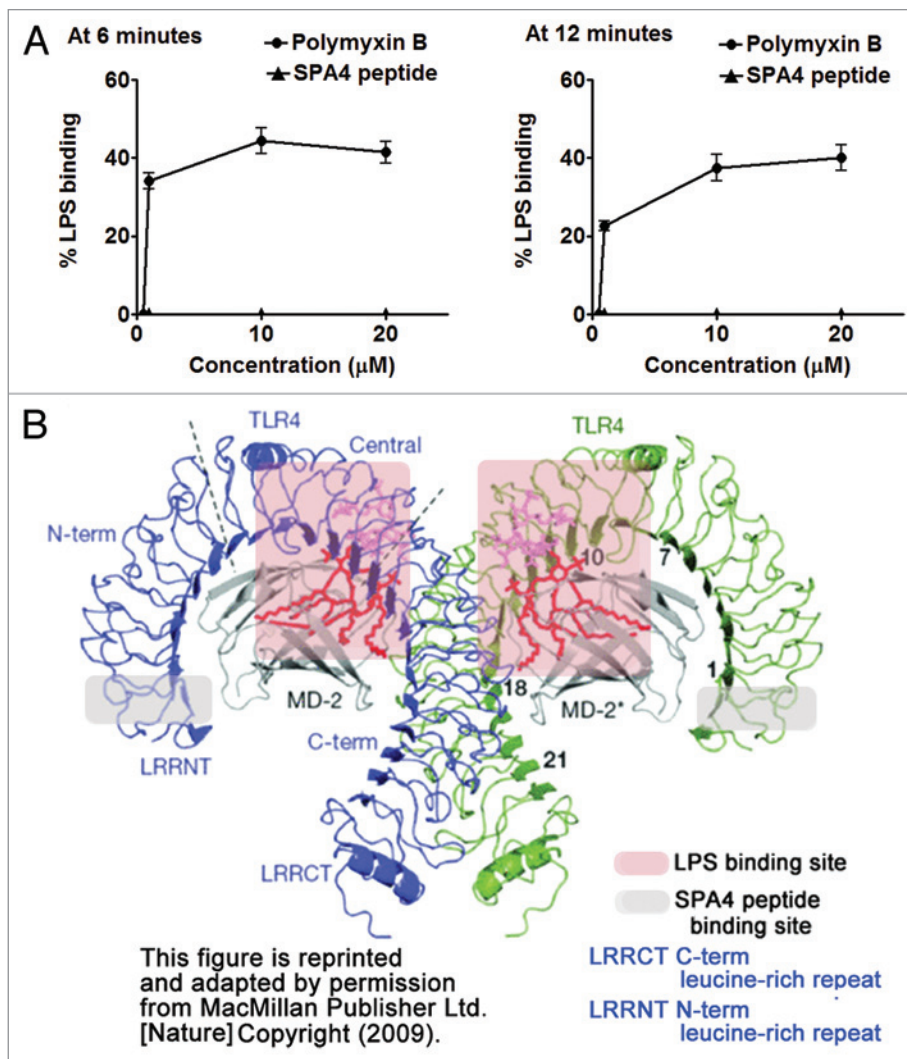 A
At 6 minutes
Polymyxin B
SPA4 peptide
60
40
20
0
% LPS binding
0
10
20
Concentration (μM)
At 12 minutes
Polymyxin B
SPA4 peptide
60
40
20
0
% LPS binding
0
10
20
Concentration (μM)
B
TLR4
Central
N-term
MD-2
LRRNT
C-term
LRRCT
TLR4
10
7
1
18
MD-2*
21
LPS binding site
SPA4 peptide
binding site
This figure is reprinted
and adapted by permission
from MacMillan Publisher Ltd.
[Nature] Copyright (2009).
LRRCT C-term
leucine-rich repeat
LRRNT N-term
leucine-rich repeat